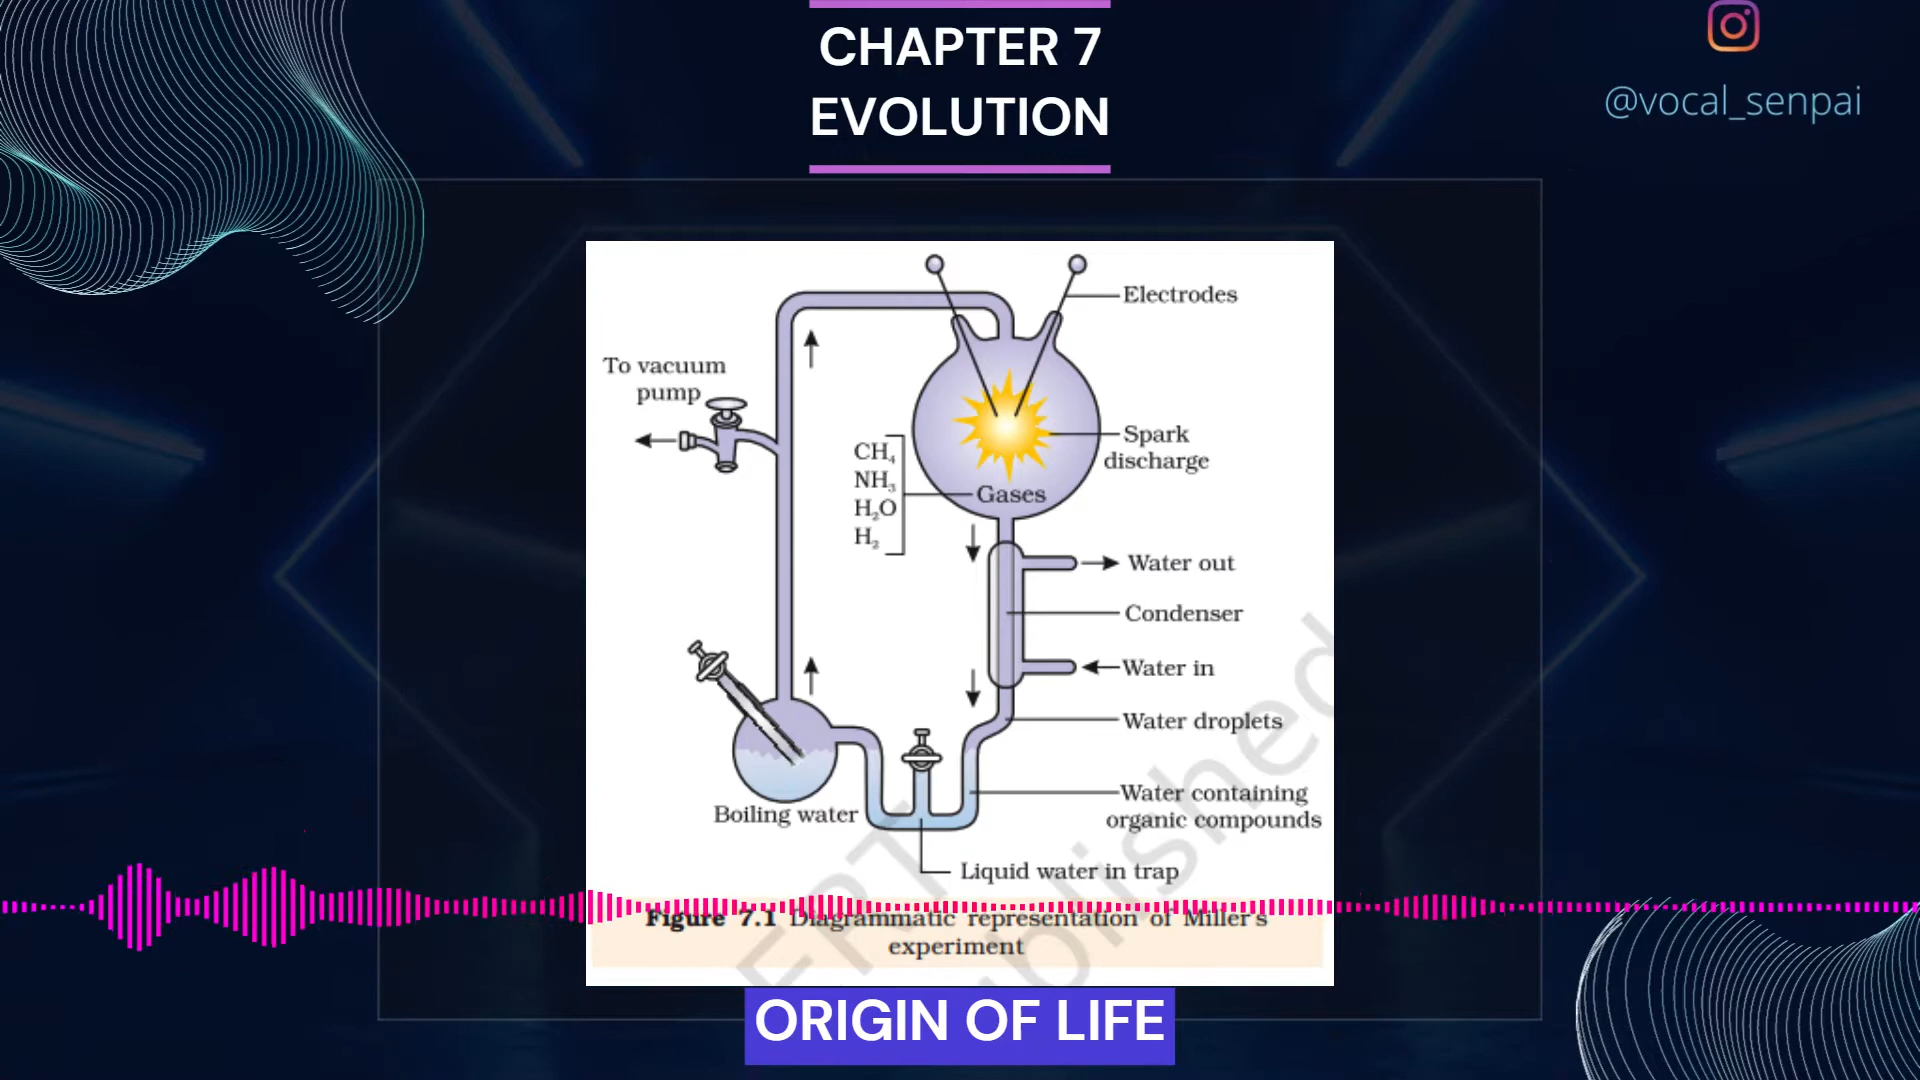 CHAPTER 7
EVOLUTION
@vocal_senpai
Electrodes
To vacuum
pump
Spark
discharge
CH₄
NH₃
H₂O
H₂
Gases
Water out
Condenser
Water in
Water droplets
Water containing
organic compounds
Boiling water
Liquid water in trap
Figure 7.1 Diagrammatic representation of Miller's
experiment
ORIGIN OF LIFE